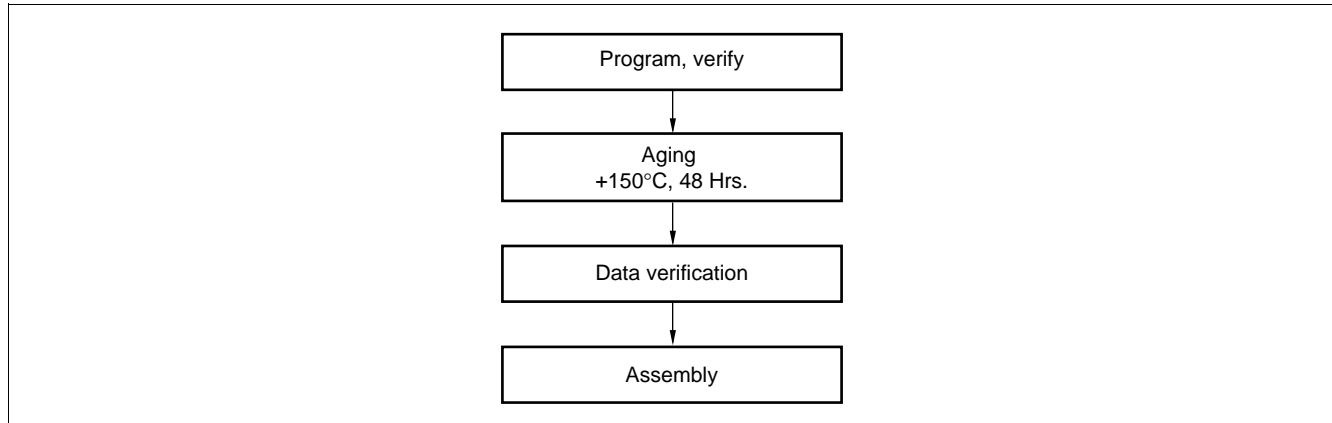 Program, verify
Aging
+150°C, 48 Hrs.
Data verification
Assembly